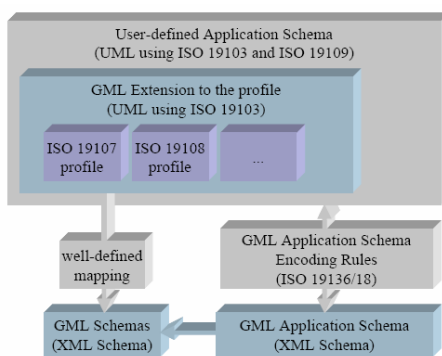 User-defined Application Schema
(UML using ISO 19103 and ISO 19109)
GML Extension to the profile
(UML using ISO 19103)
ISO 19107
profile
ISO 19108
profile
...
well-defined
mapping
GML Application Schema
Encoding Rules
(ISO 19136/18)
GML Schemas
(XML Schema)
GML Application Schema
(XML Schema)